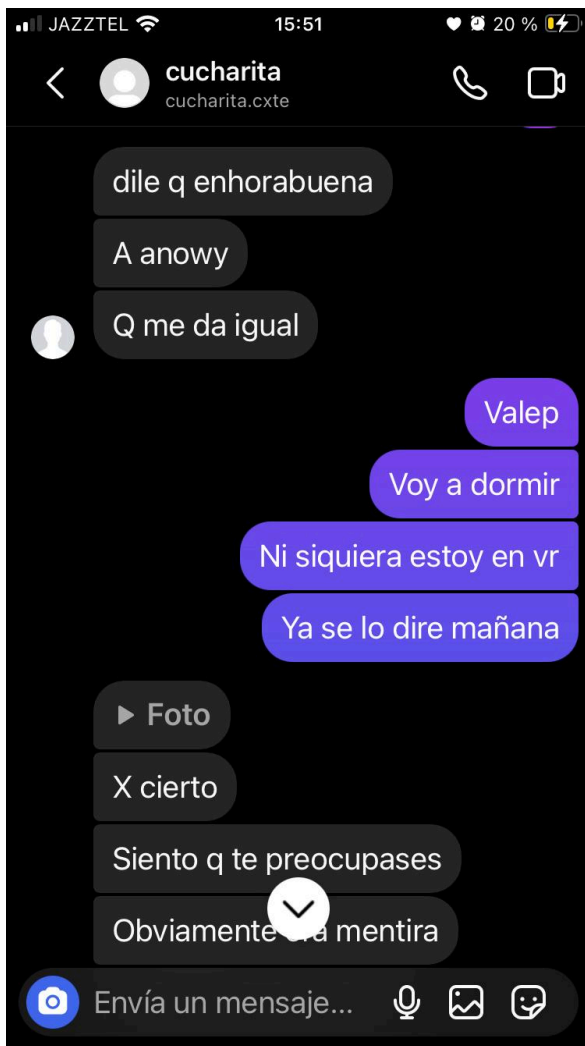 JAZZTEL 15:51 20 %
cucharita
cucharita.cxte
dile q enhorabuena
A anowy
Q me da igual
Valep
Voy a dormir
Ni siquiera estoy en vr
Ya se lo dire mañana
Foto
X cierto
Siento q te preocupases
Obviamente mentira
Envía un mensaje...